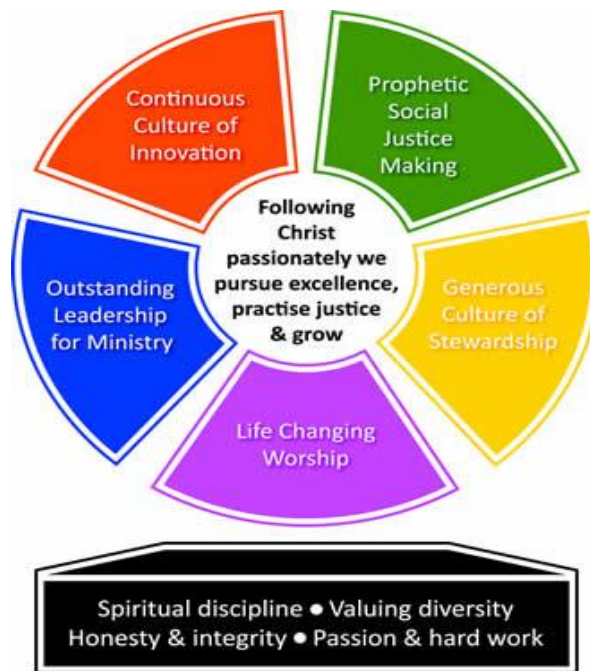 Continuous
Culture of
Innovation
Prophetic
Social
Justice
Making
Following
Christ
passionately we
pursue excellence,
practise justice
& grow
Outstanding
Leadership
for Ministry
Generous
Culture of
Stewardship
Life Changing
Worship
Spiritual discipline ● Valuing diversity
Honesty & integrity ● Passion & hard work